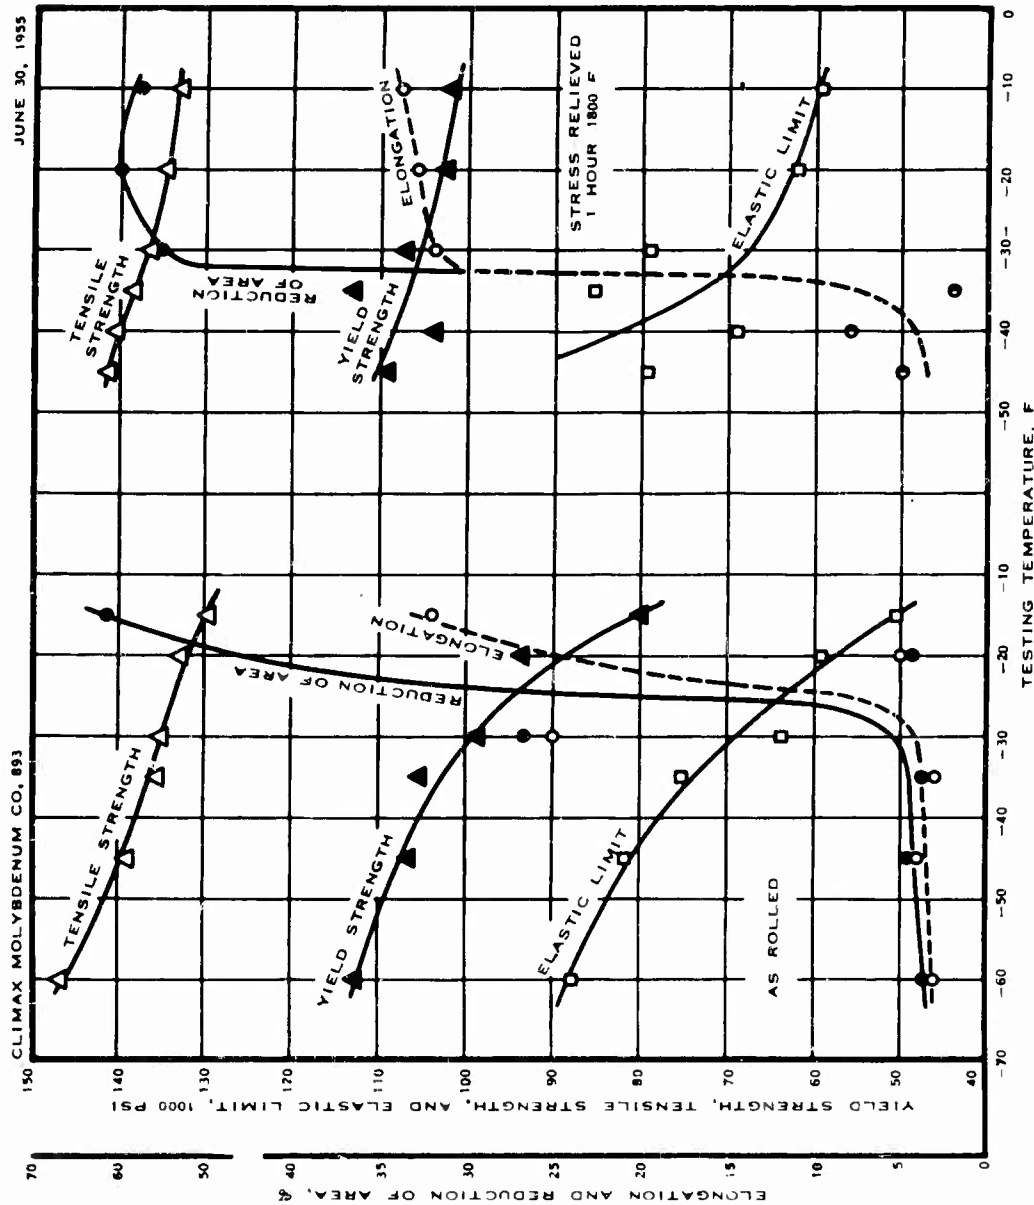 CLIMAX MOLYBDENUM CO, 893
JUNE 30, 1955
ELONGATION AND REDUCTION OF AREA, %
70
60
50
35
30
25
20
10
5
0
YIELD STRENGTH, TENSILE STRENGTH, AND ELASTIC LIMIT, 1000 PSI
150
140
130
120
110
100
90
80
70
60
50
40
TENSILE STRENGTH
REDUCTION OF AREA
ELONGATION
YIELD STRENGTH
ELASTIC LIMIT
AS ROLLED
TENSILE
STRENGTH
REDUCTION
OF AREA
YIELD
STRENGTH
ELONGATION
STRESS-RELIEVED
1 HOUR 1800 F
ELASTIC LIMIT
-70
-60
-50
-40
-30
-20
-10
-50
-40
-30
-20
-10
0
TESTING TEMPERATURE, F